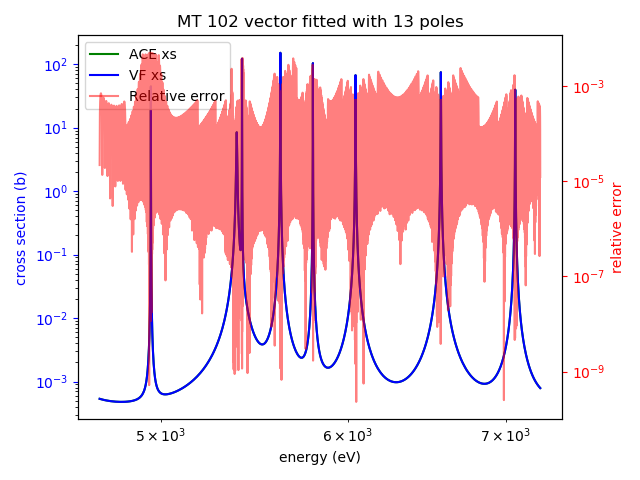 MT 102 vector fitted with 13 poles
ACE xs
VF xs
Relative error
10²
10¹
10⁰
10⁻¹
10⁻²
10⁻³
cross section (b)
10⁻³
10⁻⁵
10⁻⁷
10⁻⁹
relative error
5 × 10³ 6 × 10³ 7 × 10³
energy (eV)